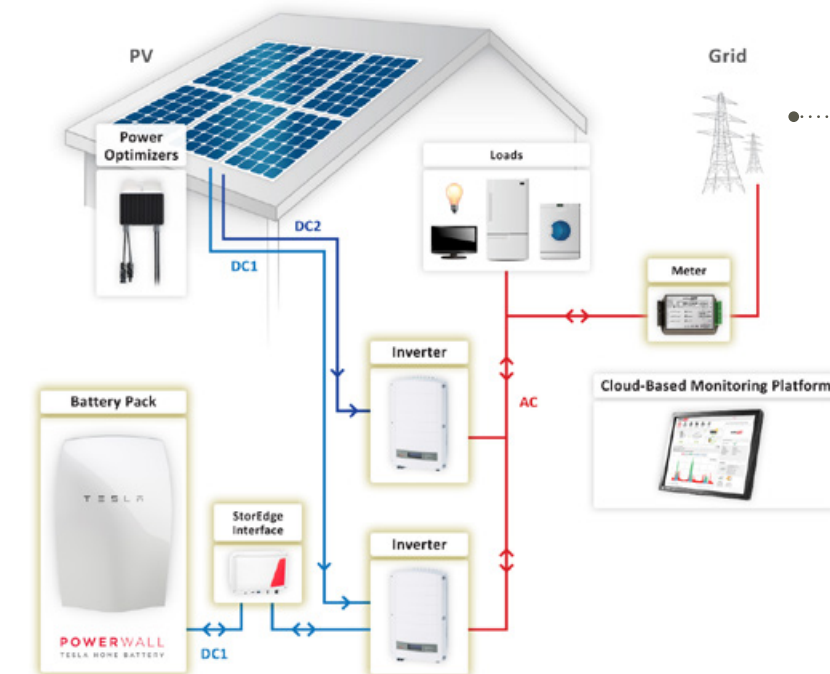 PV
Grid
Power
Optimizers
Loads
DC2
DC1
Meter
Inverter
Cloud-Based Monitoring Platform
AC
Battery Pack
TESLA
StorEdge
Interface
Inverter
POWERWALL
TESLA HOME BATTERY
DC1